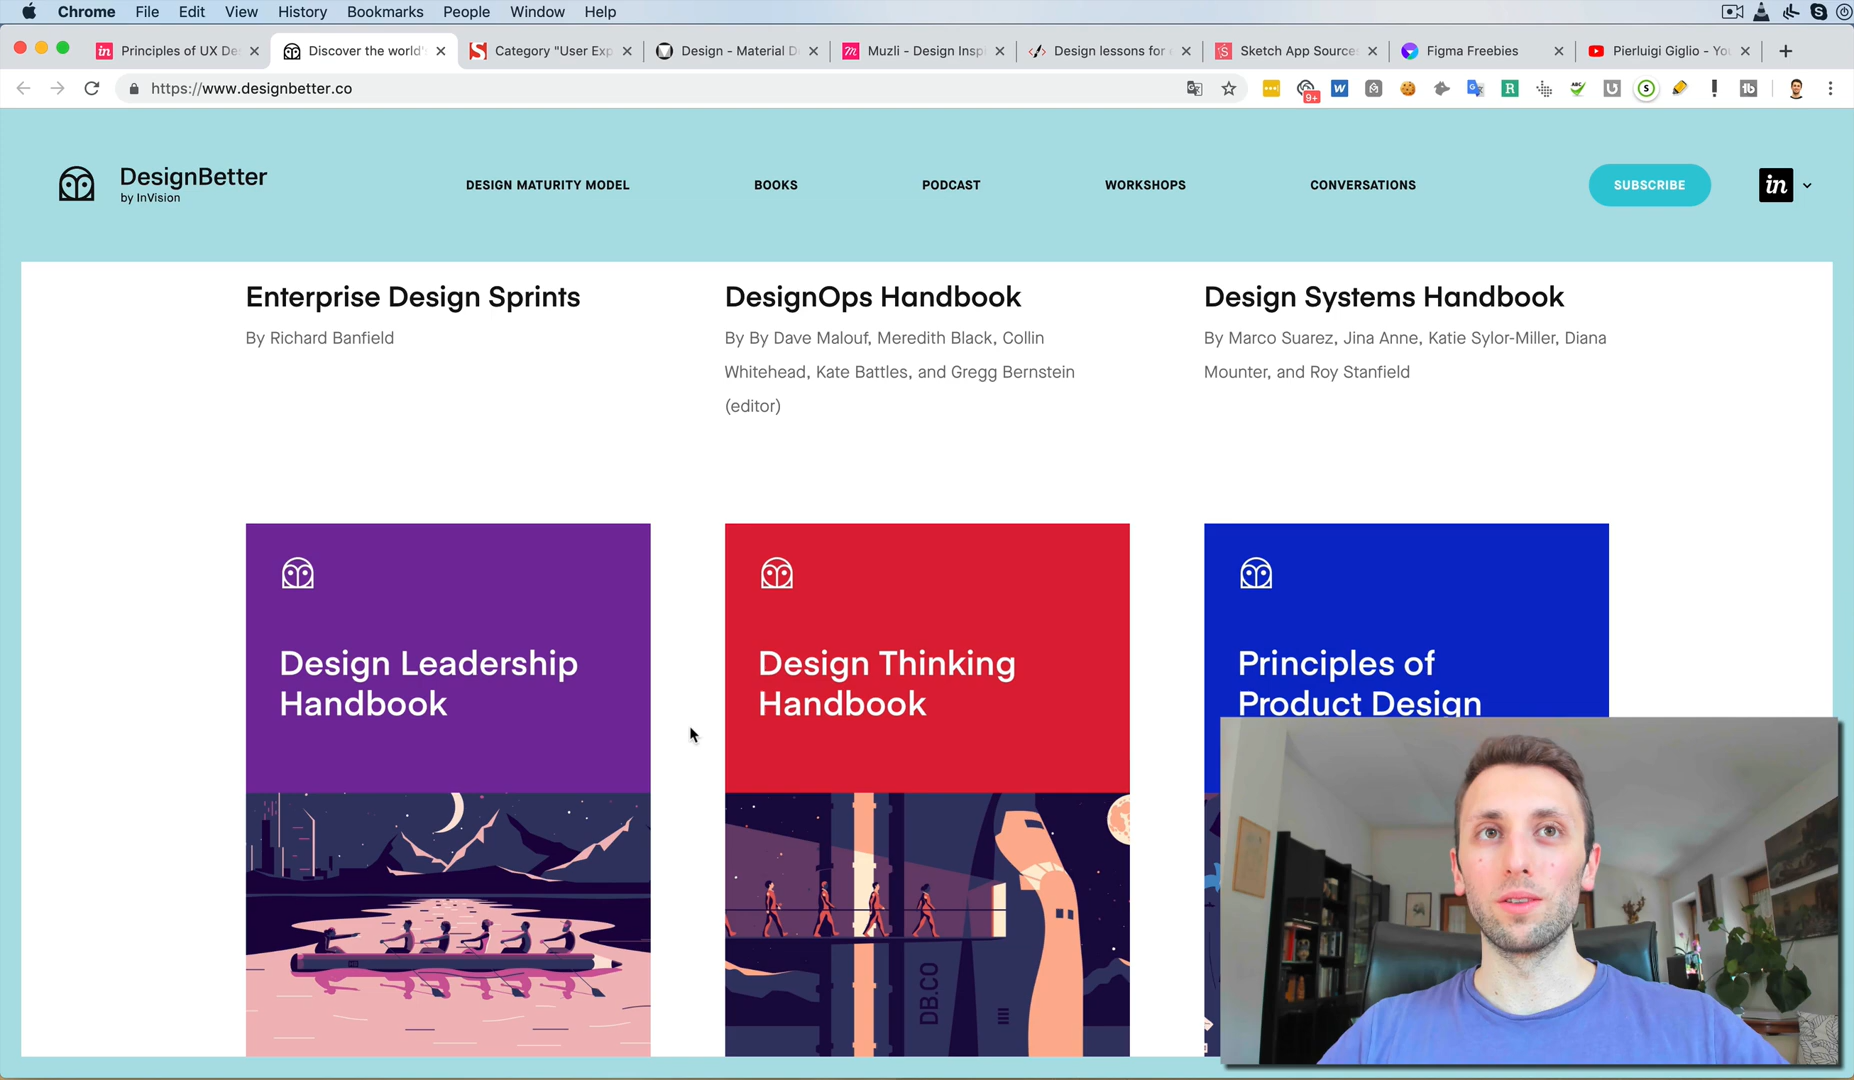 Chrome File Edit View History Bookmarks People Window Help
Principles of UX De
Discover the world'
Category "User Exp
Design - Material D
Muzli - Design Inspi
Design lessons for
Sketch App Source
Figma Freebies
Pierluigi Giglio - You
https://www.designbetter.co
9+
DesignBetter
by InVision
DESIGN MATURITY MODEL
BOOKS
PODCAST
WORKSHOPS
CONVERSATIONS
SUBSCRIBE
in
Enterprise Design Sprints
By Richard Banfield
DesignOps Handbook
By By Dave Malouf, Meredith Black, Collin
Whitehead, Kate Battles, and Gregg Bernstein
(editor)
Design Systems Handbook
By Marco Suarez, Jina Anne, Katie Sylor-Miller, Diana
Mounter, and Roy Stanfield
Design Leadership
Handbook
Design Thinking
Handbook
Principles of
Product Design
DB.CO